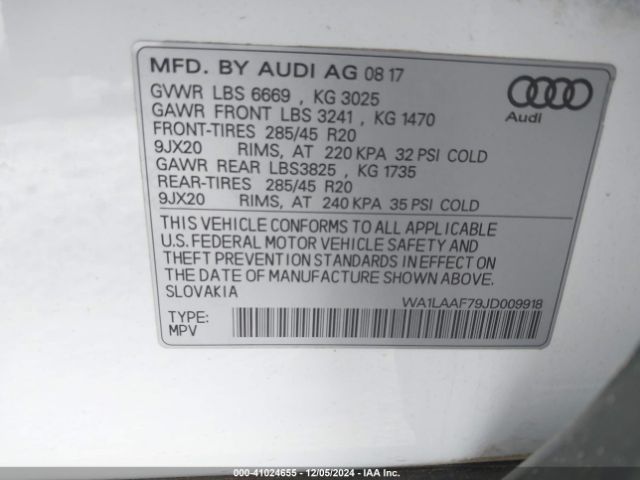 MFD. BY AUDI AG 08 17
GVWR LBS 6669 , KG 3025
GAWR FRONT LBS 3241 , KG 1470
FRONT-TIRES 285/45 R20
9JX20 RIMS, AT 220 KPA 32 PSI COLD
GAWR REAR LBS3825 , KG 1735
REAR-TIRES 285/45 R20
9JX20 RIMS, AT 240 KPA 35 PSI COLD
Audi
THIS VEHICLE CONFORMS TO ALL APPLICABLE
U.S. FEDERAL MOTOR VEHICLE SAFETY AND
THEFT PREVENTION STANDARDS IN EFFECT ON
THE DATE OF MANUFACTURE SHOWN ABOVE.
SLOVAKIA
WA1LAAF79JD009918
TYPE:
MPV
©2020 - 41024655 - 12/05/2024 - IAA Inc.